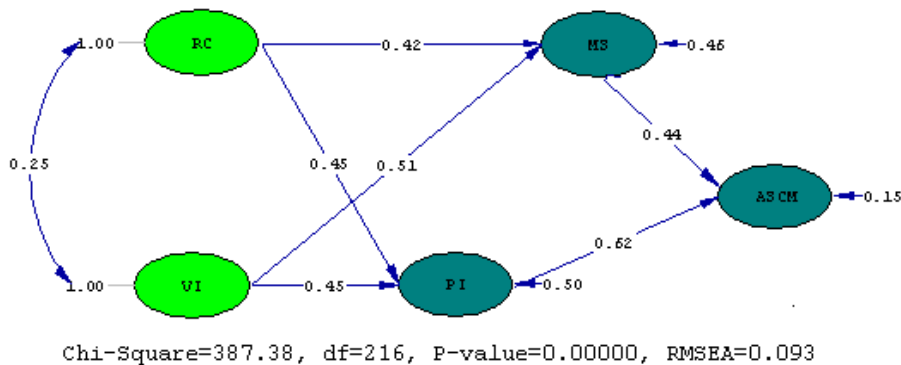 1.00 RC 0.42 MS 0.46
0.25 0.45 0.51 0.44
ASCM 0.15
0.62
1.00 VI 0.45 PI 0.50
Chi-Square=387.38, df=216, P-value=0.00000, RMSEA=0.093